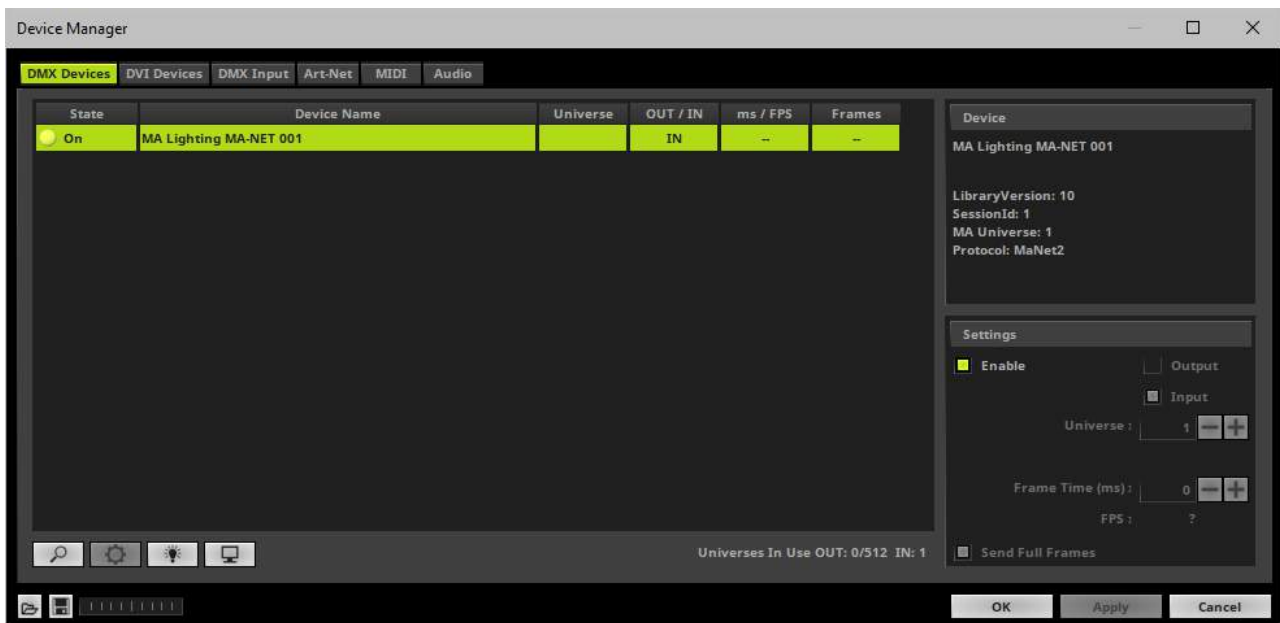 Device Manager
DMX Devices DVI Devices DMX Input Art-Net MIDI Audio
State Device Name Universe OUT / IN ms / FPS Frames
On MA Lighting MA-NET 001 IN -- --
Universes In Use OUT: 0/512 IN: 1
Device
MA Lighting MA-NET 001
LibraryVersion: 10
SessionId: 1
MA Universe: 1
Protocol: MaNet2
Settings
Enable Output
Input
Universe : 1
Frame Time (ms) : 0
FPS : ?
Send Full Frames
OK Apply Cancel